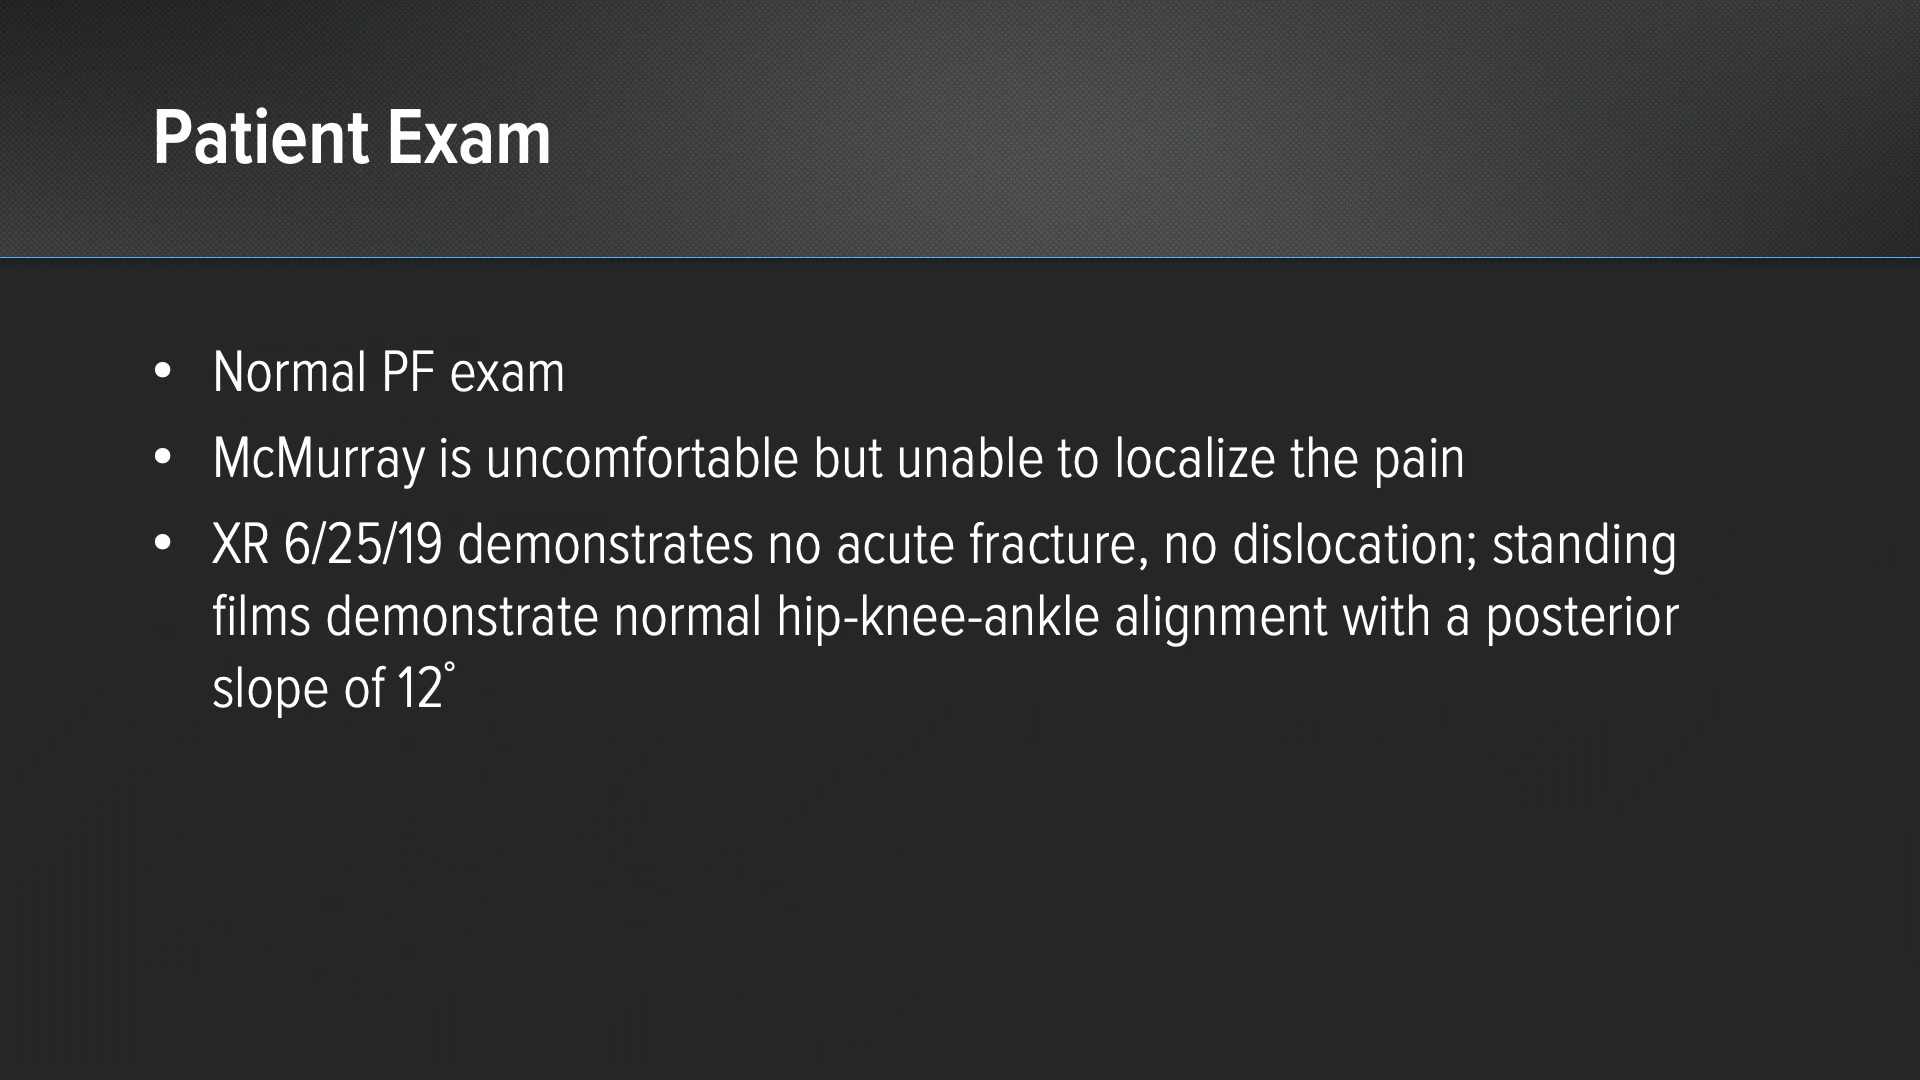 Patient Exam
• Normal PF exam
• McMurray is uncomfortable but unable to localize the pain
• XR 6/25/19 demonstrates no acute fracture, no dislocation; standing
films demonstrate normal hip-knee-ankle alignment with a posterior
slope of 12˚